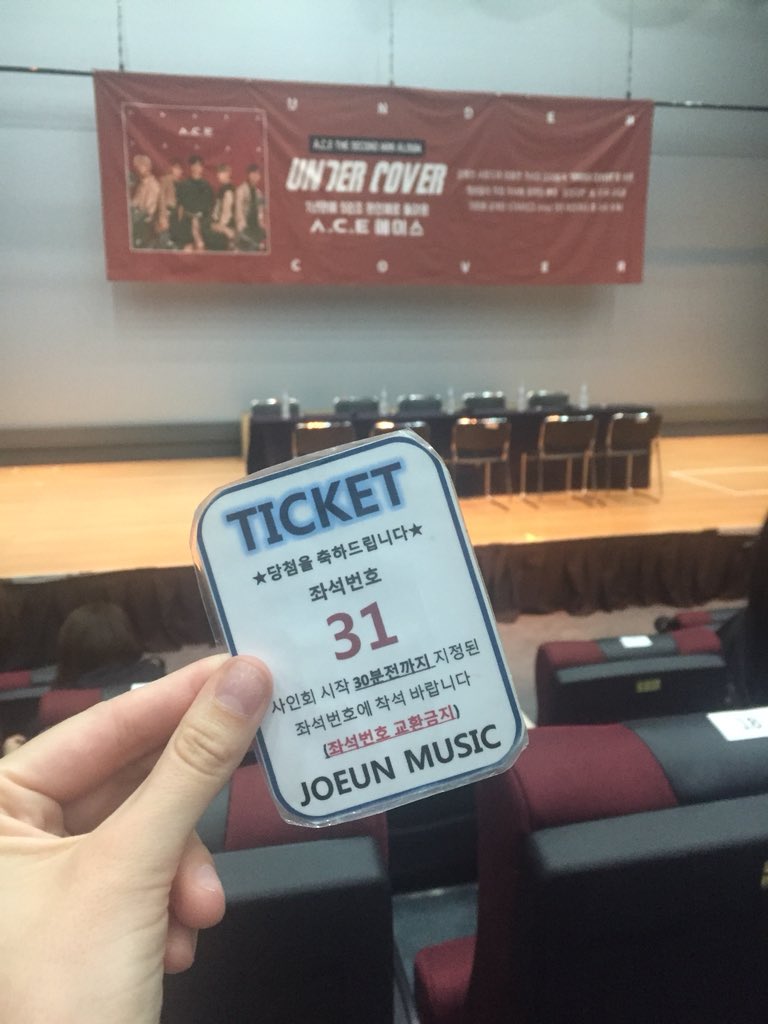 U N D E R
A.C.E
A.C.E THE SECOND MINI ALBUM
UNDER COVER
A.C.E 에이스
C O V E R
TICKET
★당첨을 축하드립니다★
좌석번호
31
사인회 시작 30분전까지 지정된
좌석번호에 착석 바랍니다
(좌석번호 교환금지)
JOEUN MUSIC
18